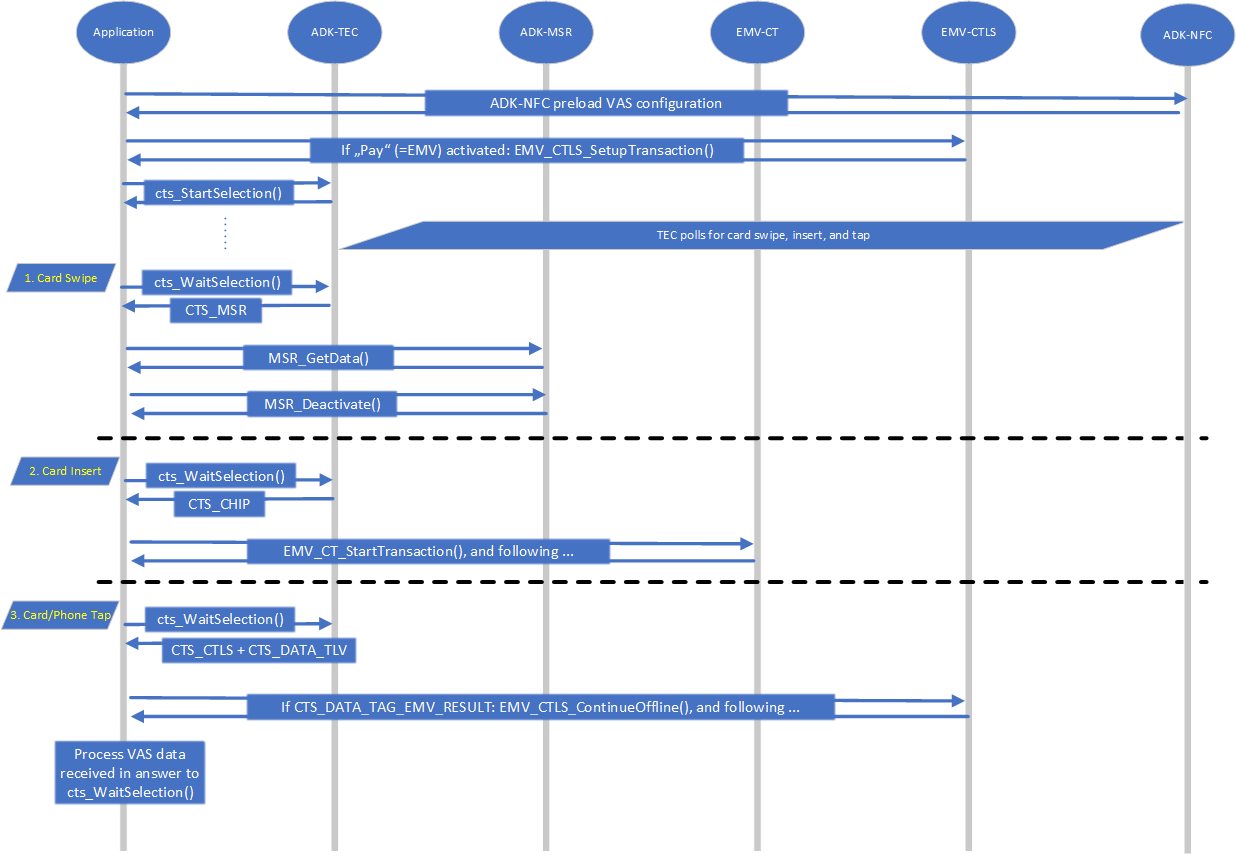 Application
ADK-TEC
ADK-MSR
EMV-CT
EMV-CTLS
ADK-NFC
ADK-NFC preload VAS configuration
If „Pay“ (=EMV) activated: EMV_CTLS_SetupTransaction()
cts_StartSelection()
TEC polls for card swipe, insert, and tap
1. Card Swipe
cts_WaitSelection()
CTS_MSR
MSR_GetData()
MSR_Deactivate()
2. Card Insert
cts_WaitSelection()
CTS_CHIP
EMV_CT_StartTransaction(), and following ...
3. Card/Phone Tap
cts_WaitSelection()
CTS_CTLS + CTS_DATA_TLV
If CTS_DATA_TAG_EMV_RESULT: EMV_CTLS_ContinueOffline(), and following ...
Process VAS data
received in answer to
cts_WaitSelection()